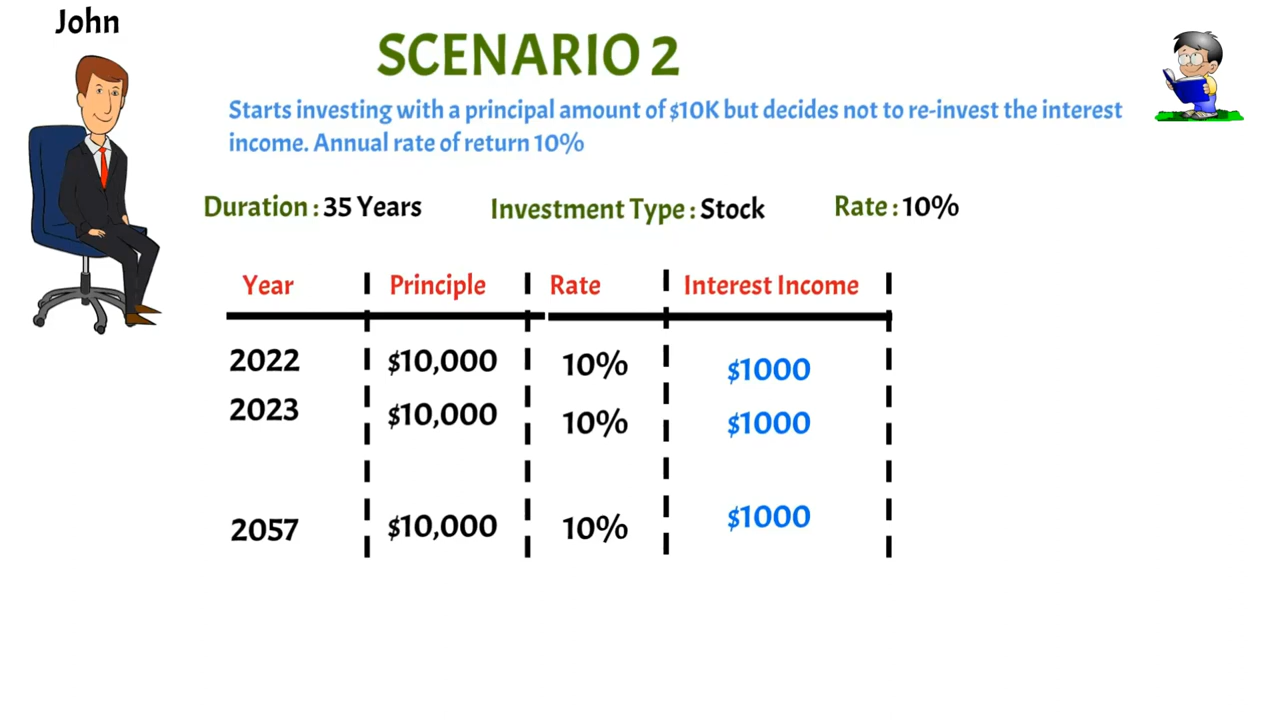 John
SCENARIO 2
Starts investing with a principal amount of $10K but decides not to re-invest the interest
income. Annual rate of return 10%
Duration : 35 Years Investment Type : Stock Rate : 10%
Year Principle Rate Interest Income
2022 $10,000 10% $1000
2023 $10,000 10% $1000
2057 $10,000 10% $1000